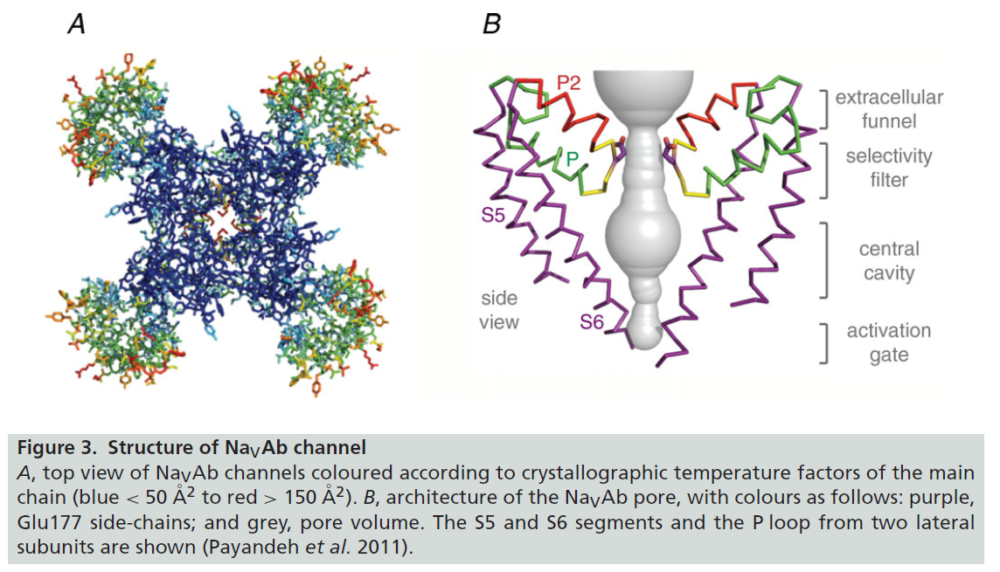 A
B
P2
extracellular
funnel
P
selectivity
filter
S5
central
cavity
side
view
S6
activation
gate
Figure 3. Structure of NaVAb channel
A, top view of NaVAb channels coloured according to crystallographic temperature factors of the main
chain (blue < 50 Å2 to red > 150 Å2). B, architecture of the NaVAb pore, with colours as follows: purple,
Glu177 side-chains; and grey, pore volume. The S5 and S6 segments and the P loop from two lateral
subunits are shown (Payandeh et al. 2011).